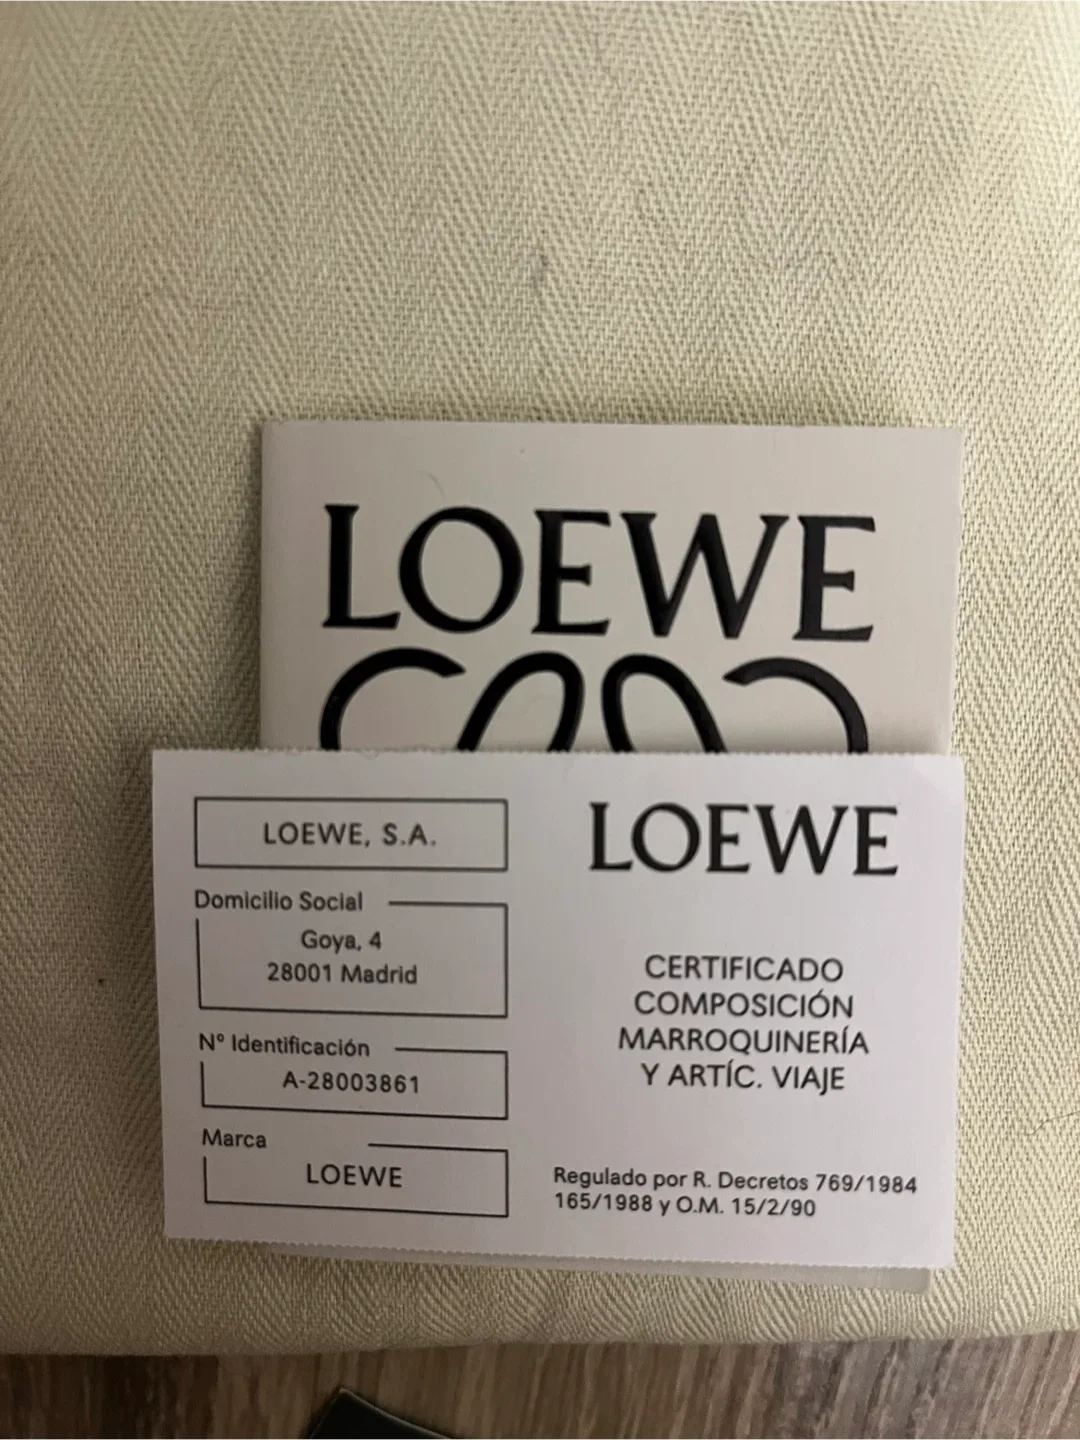 LOEWE
LOEWE, S.A.
Domicilio Social
Goya, 4
28001 Madrid
Nº Identificación
A-28003861
Marca
LOEWE
LOEWE
CERTIFICADO
COMPOSICIÓN
MARROQUINERÍA
Y ARTÍC. VIAJE
Regulado por R. Decretos 769/1984
165/1988 y O.M. 15/2/90